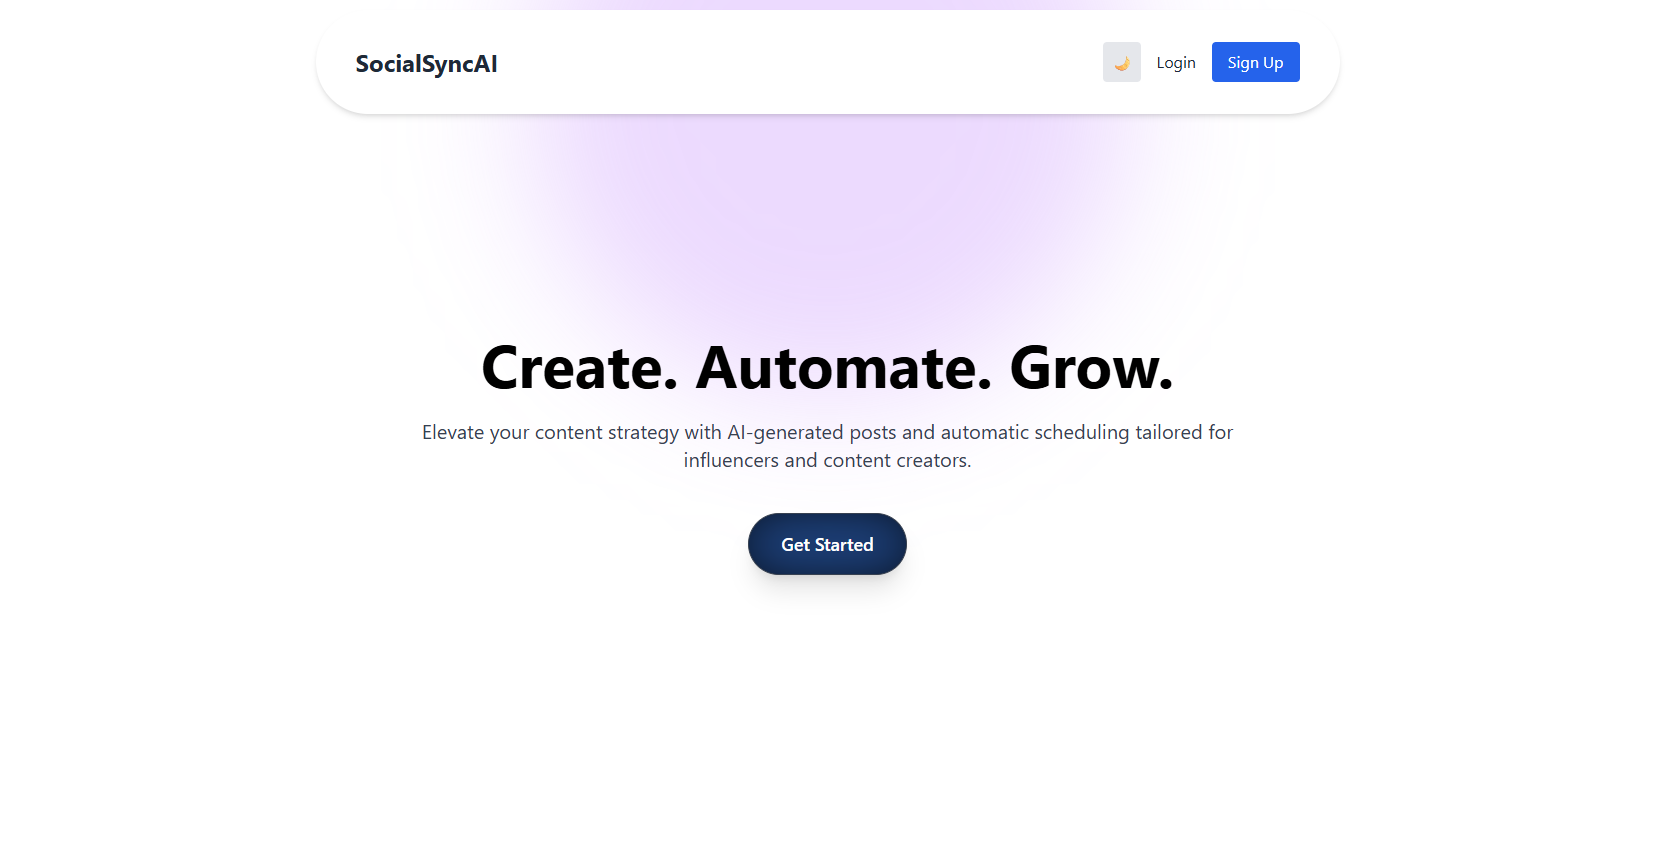 SocialSyncAI
Login
Sign Up
Create. Automate. Grow.
Elevate your content strategy with AI-generated posts and automatic scheduling tailored for
influencers and content creators.
Get Started